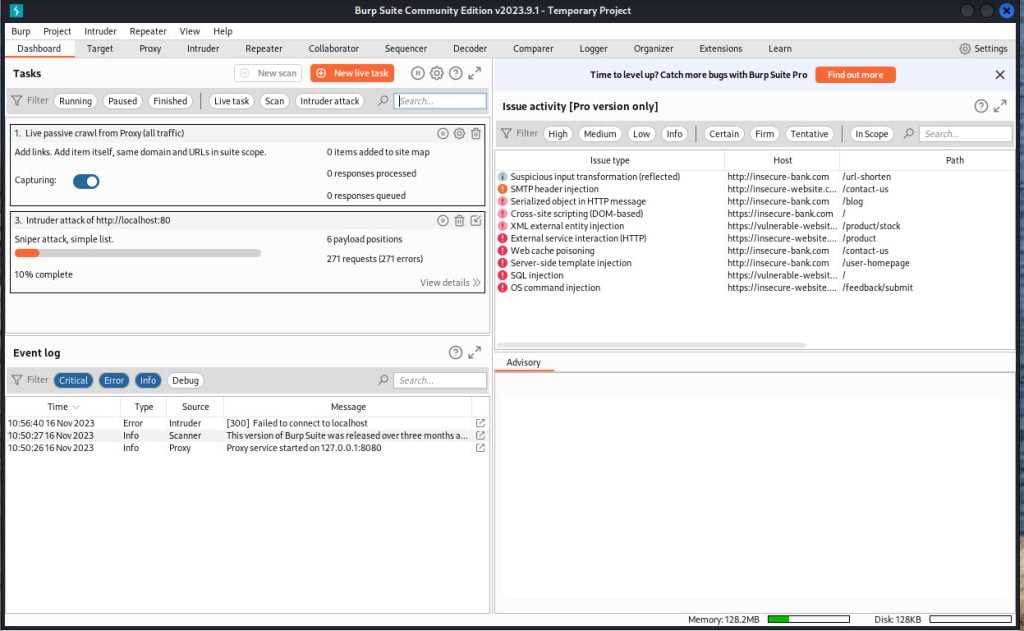 Burp Suite Community Edition v2023.9.1 - Temporary Project
Burp Project Intruder Repeater View Help
Dashboard Target Proxy Intruder Repeater Collaborator Sequencer Decoder Comparer Logger Organizer Extensions Learn Settings
Tasks New scan New live task
Filter Running Paused Finished Live task Scan Intruder attack Search...
1. Live passive crawl from Proxy (all traffic)
Add links. Add item itself, same domain and URLs in suite scope. 0 items added to site map
0 responses processed
Capturing:
0 responses queued
3. Intruder attack of http://localhost:80
Sniper attack, simple list. 6 payload positions
271 requests (271 errors)
10% complete
View details
Event log
Filter Critical Error Info Debug Search...
Time Type Source Message
10:56:40 16 Nov 2023 Error Intruder [300] Failed to connect to localhost
10:50:27 16 Nov 2023 Info Scanner This version of Burp Suite was released over three months a...
10:50:26 16 Nov 2023 Info Proxy Proxy service started on 127.0.0.1:8080
Time to level up? Catch more bugs with Burp Suite Pro Find out more
Issue activity [Pro version only]
Filter High Medium Low Info Certain Firm Tentative In Scope Search...
Issue type Host Path
Suspicious input transformation (reflected) http://insecure-bank.com /url-shorten
SMTP header injection http://insecure-website.c... /contact-us
Serialized object in HTTP message http://insecure-bank.com /blog
Cross-site scripting (DOM-based) http://insecure-bank.com /
XML external entity injection https://vulnerable-website... /product/stock
External service interaction (HTTP) https://insecure-website.... /product
Web cache poisoning http://insecure-bank.com /contact-us
Server-side template injection http://insecure-bank.com /user-homepage
SQL injection https://vulnerable-websit... /
OS command injection https://insecure-website.... /feedback/submit
Advisory
Memory: 128.2MB Disk: 128KB